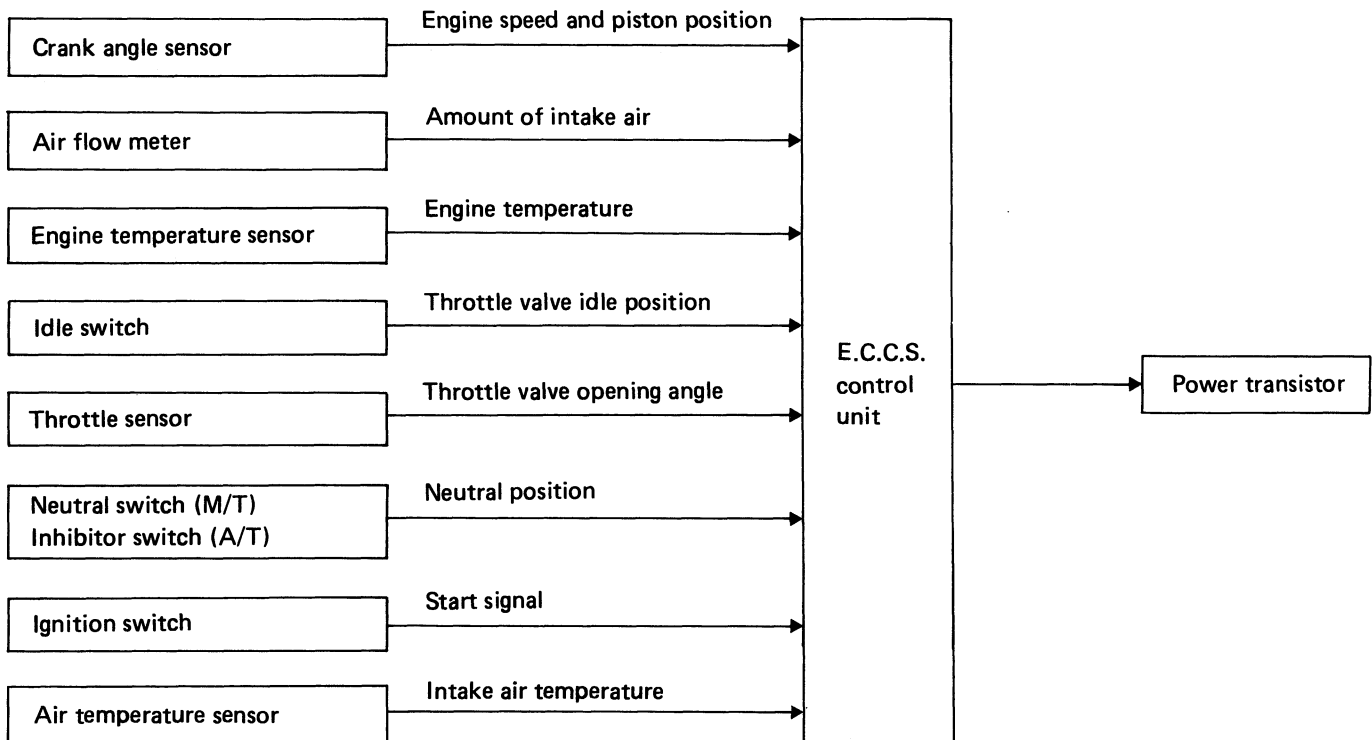 Crank angle sensor
Engine speed and piston position
Air flow meter
Amount of intake air
Engine temperature sensor
Engine temperature
Idle switch
Throttle valve idle position
Throttle sensor
Throttle valve opening angle
Neutral switch (M/T)
Inhibitor switch (A/T)
Neutral position
Ignition switch
Start signal
Air temperature sensor
Intake air temperature
E.C.C.S.
control
unit
Power transistor